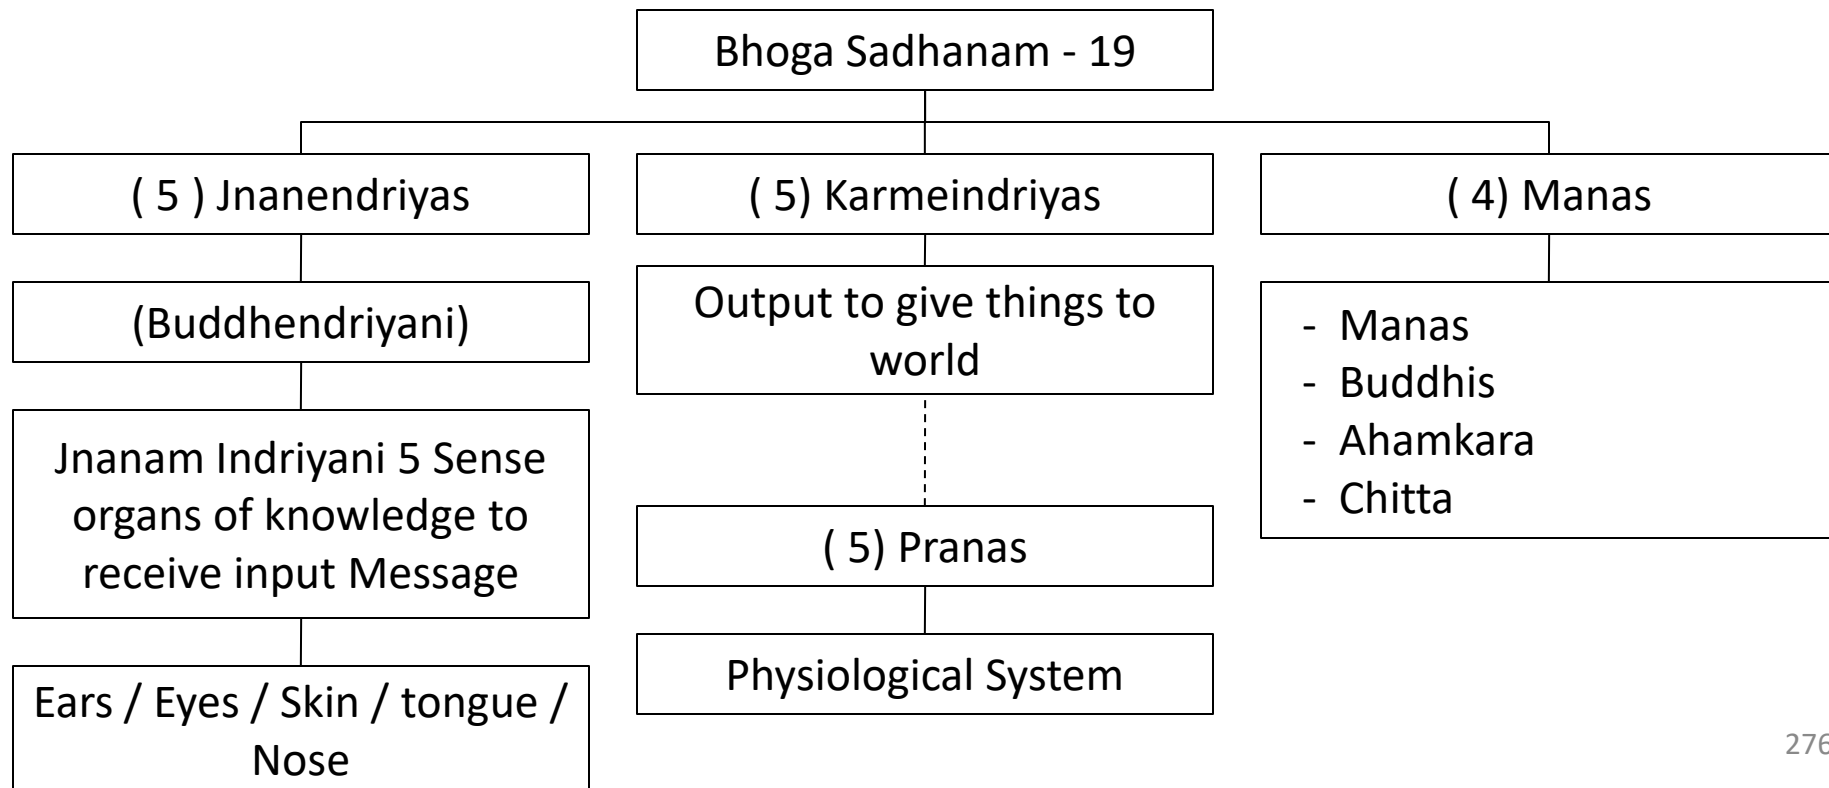 Bhoga Sadhanam - 19
( 5 ) Jnanendriyas
( 5) Karmeindriyas
( 4) Manas
(Buddhendriyani)
Output to give things to
world
- Manas
- Buddhis
- Ahamkara
- Chitta
Jnanam Indriyani 5 Sense
organs of knowledge to
receive input Message
( 5) Pranas
Physiological System
Ears / Eyes / Skin / tongue /
Nose
276